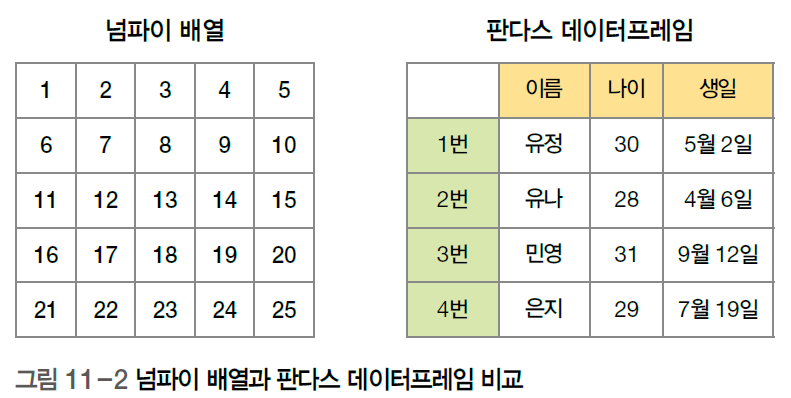 넘파이 배열
1 2 3 4 5
6 7 8 9 10
11 12 13 14 15
16 17 18 19 20
21 22 23 24 25
판다스 데이터프레임
이름 나이 생일
1번 유정 30 5월 2일
2번 유나 28 4월 6일
3번 민영 31 9월 12일
4번 은지 29 7월 19일
그림 11-2 넘파이 배열과 판다스 데이터프레임 비교